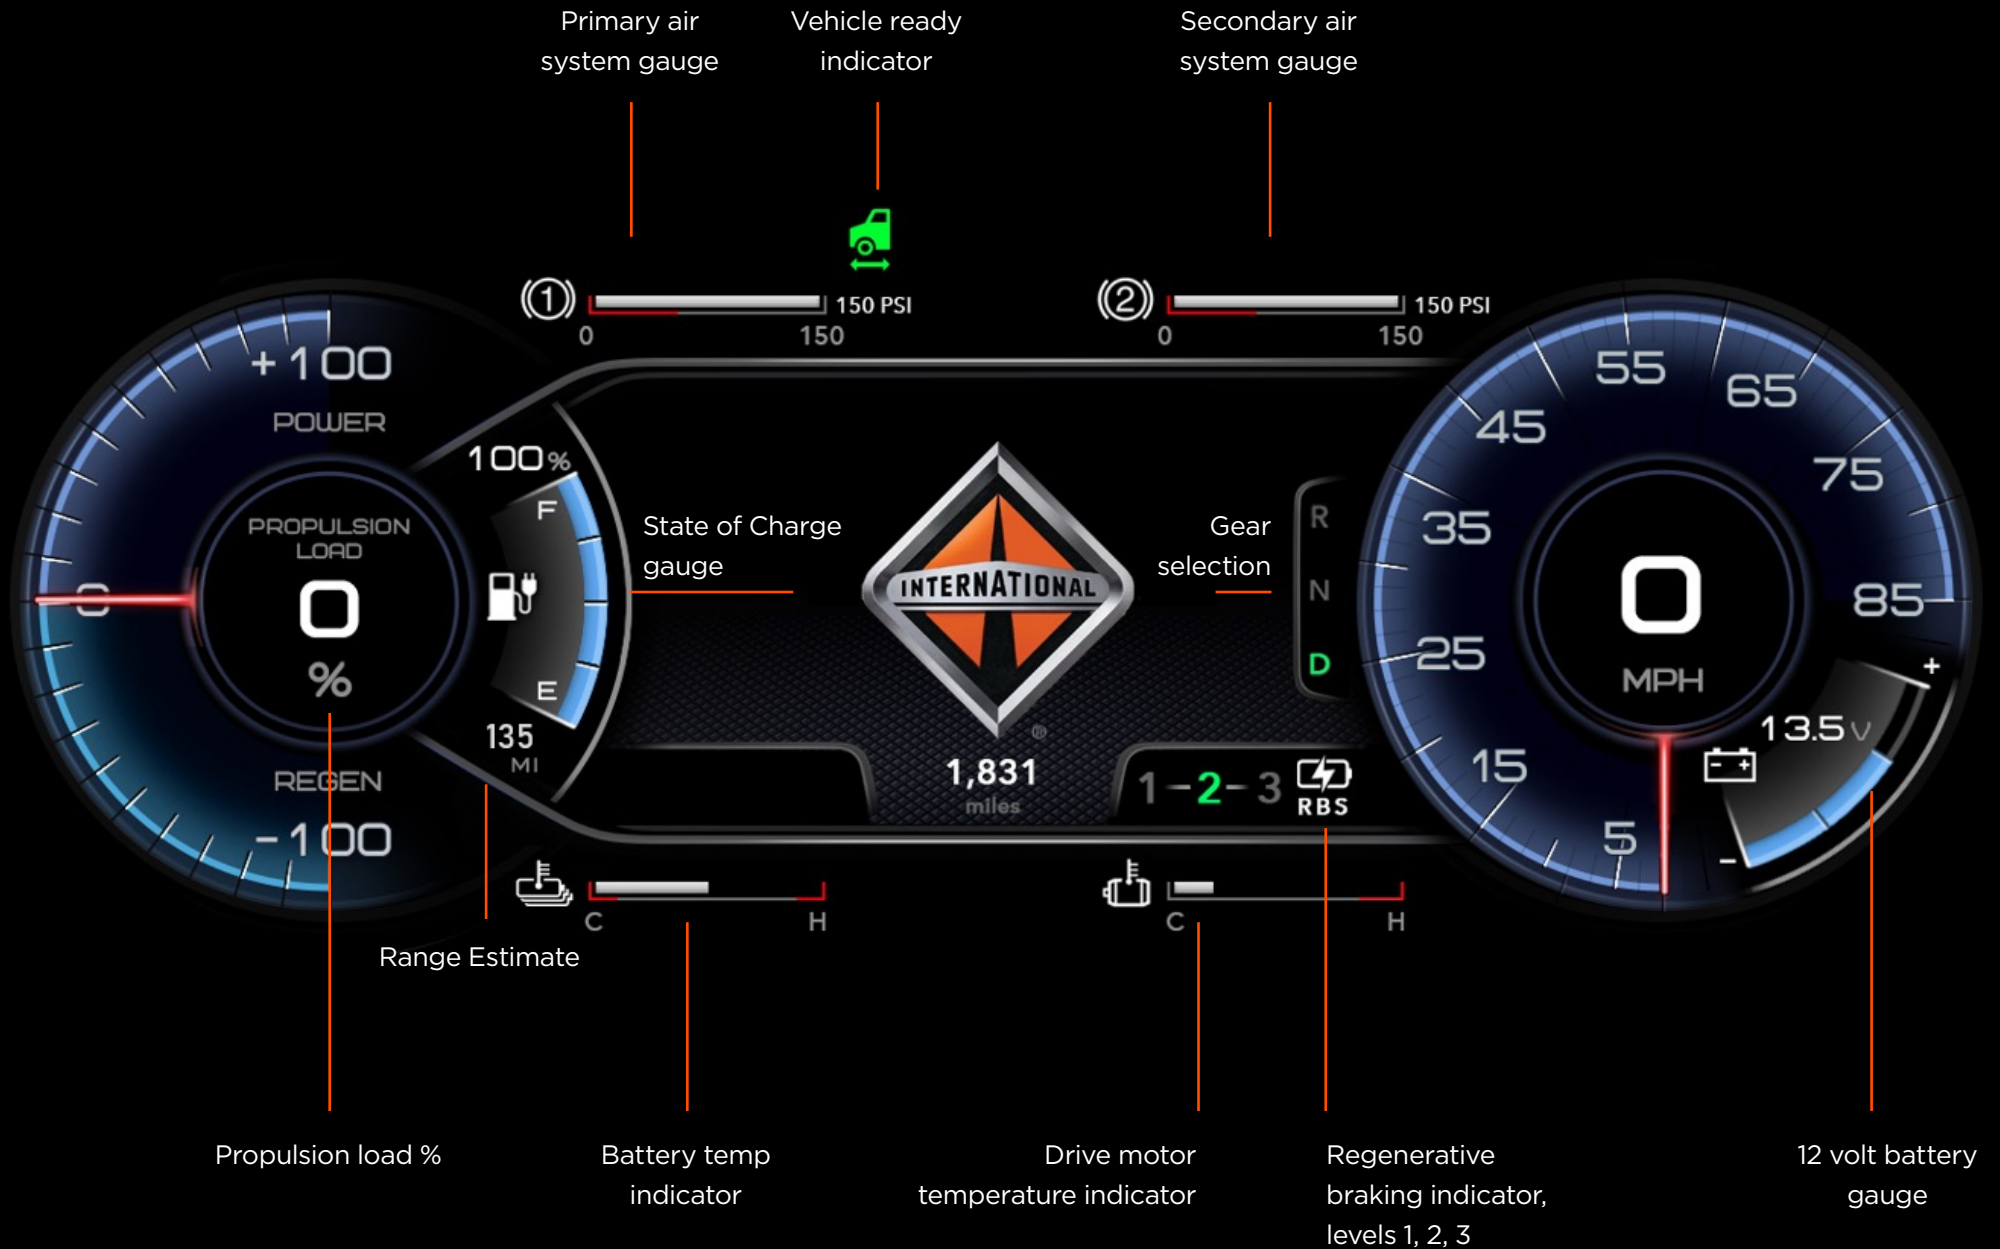 Primary air
system gauge
Vehicle ready
indicator
Secondary air
system gauge
1
150 PSI
0
150
2
150 PSI
0
150
+100
POWER
PROPULSION
LOAD
0
%
0
REGEN
-100
100%
F
E
135
MI
State of Charge
gauge
INTERNATIONAL
®
Gear
selection
R
N
D
1,831
miles
1-2-3
RBS
55
65
45
75
35
85
25
15
5
0
MPH
+
13.5 V
- +
-
C
H
C
H
Range Estimate
Propulsion load %
Battery temp
indicator
Drive motor
temperature indicator
Regenerative
braking indicator,
levels 1, 2, 3
12 volt battery
gauge